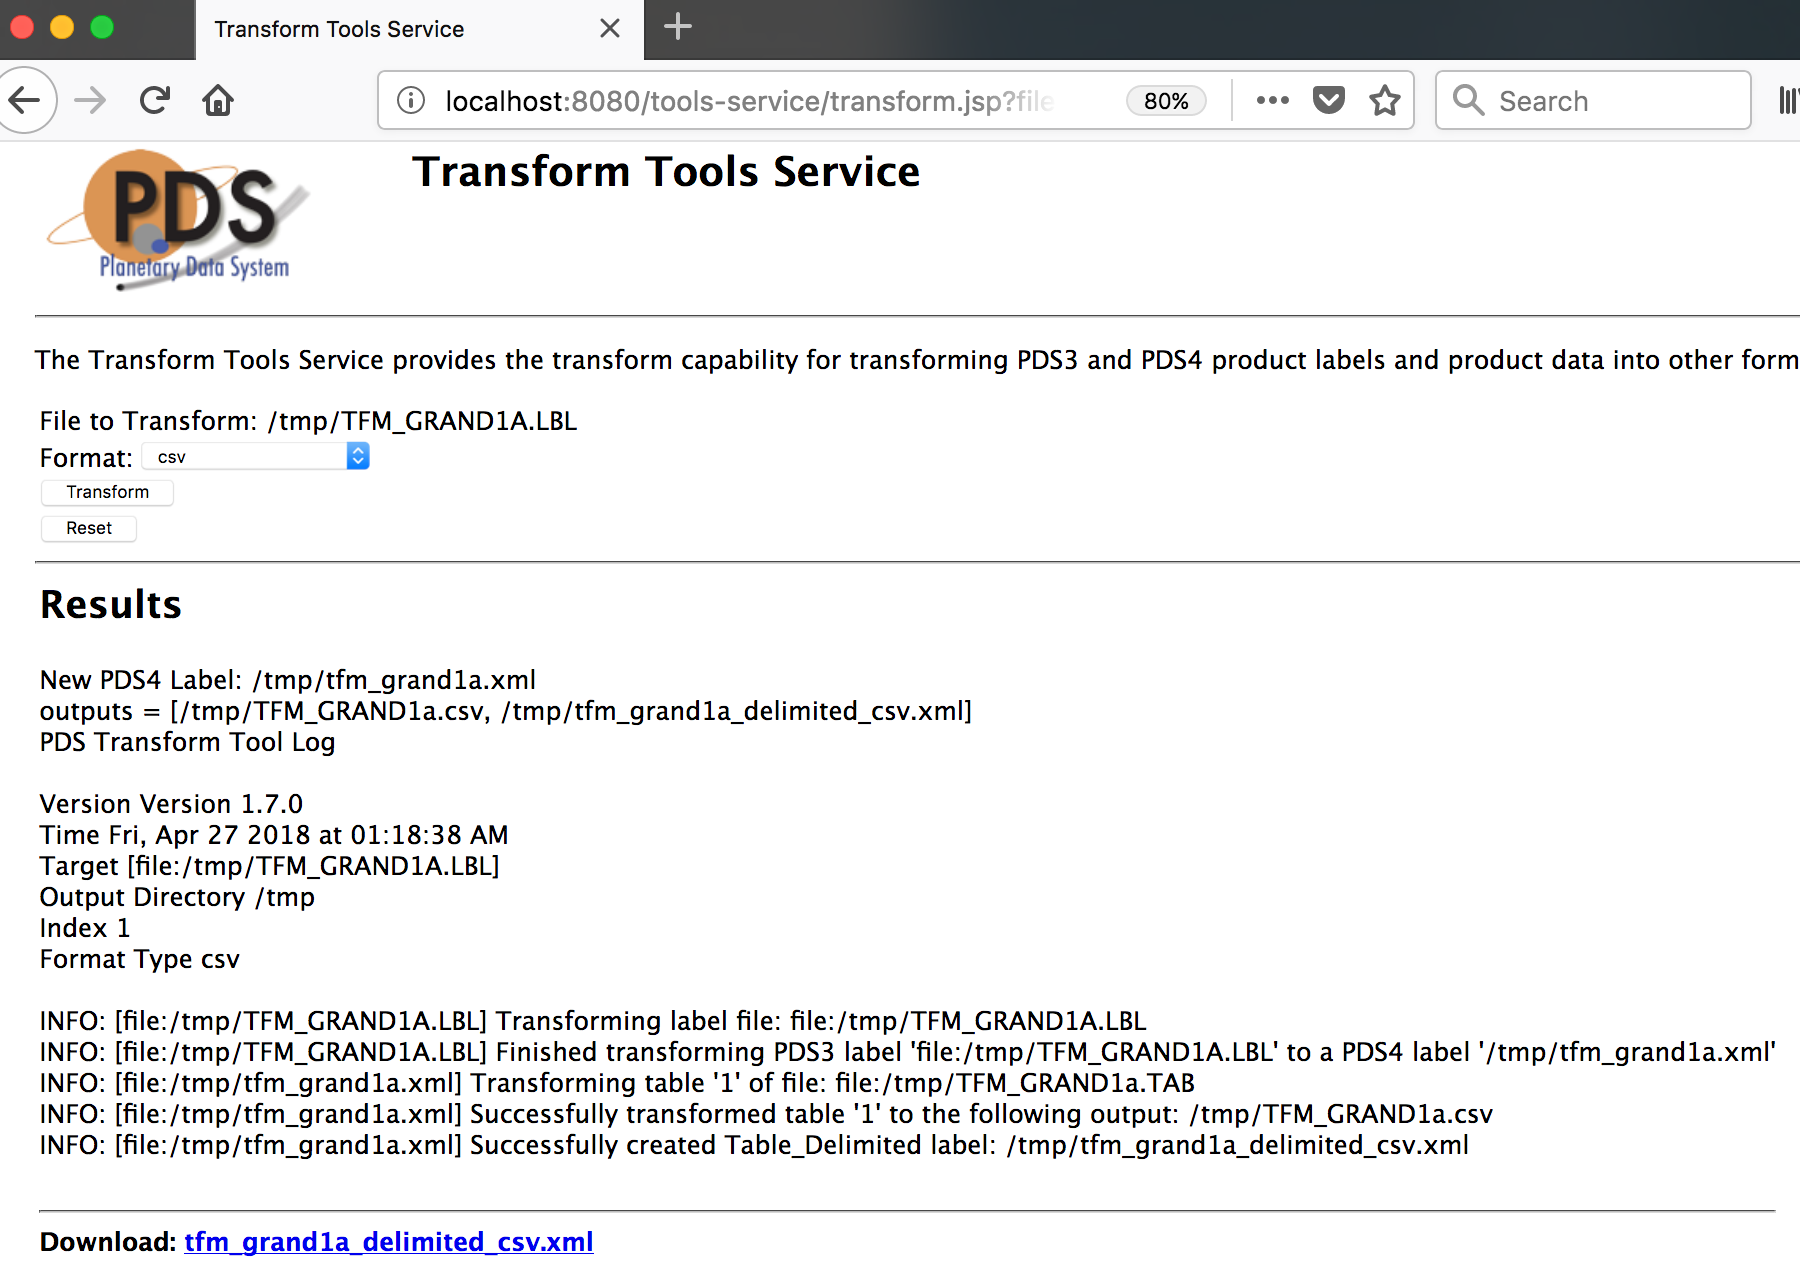 Transform Tools Service
localhost:8080/tools-service/transform.jsp?file
80%
Search
PDS
Planetary Data System
Transform Tools Service
The Transform Tools Service provides the transform capability for transforming PDS3 and PDS4 product labels and product data into other form
File to Transform: /tmp/TFM_GRAND1A.LBL
Format: csv
Transform
Reset
Results
New PDS4 Label: /tmp/tfm_grand1a.xml
outputs = [/tmp/TFM_GRAND1a.csv, /tmp/tfm_grand1a_delimited_csv.xml]
PDS Transform Tool Log
Version Version 1.7.0
Time Fri, Apr 27 2018 at 01:18:38 AM
Target [file:/tmp/TFM_GRAND1A.LBL]
Output Directory /tmp
Index 1
Format Type csv
INFO: [file:/tmp/TFM_GRAND1A.LBL] Transforming label file: file:/tmp/TFM_GRAND1A.LBL
INFO: [file:/tmp/TFM_GRAND1A.LBL] Finished transforming PDS3 label 'file:/tmp/TFM_GRAND1A.LBL' to a PDS4 label '/tmp/tfm_grand1a.xml'
INFO: [file:/tmp/tfm_grand1a.xml] Transforming table '1' of file: file:/tmp/TFM_GRAND1a.TAB
INFO: [file:/tmp/tfm_grand1a.xml] Successfully transformed table '1' to the following output: /tmp/TFM_GRAND1a.csv
INFO: [file:/tmp/tfm_grand1a.xml] Successfully created Table_Delimited label: /tmp/tfm_grand1a_delimited_csv.xml
Download: tfm_grand1a_delimited_csv.xml